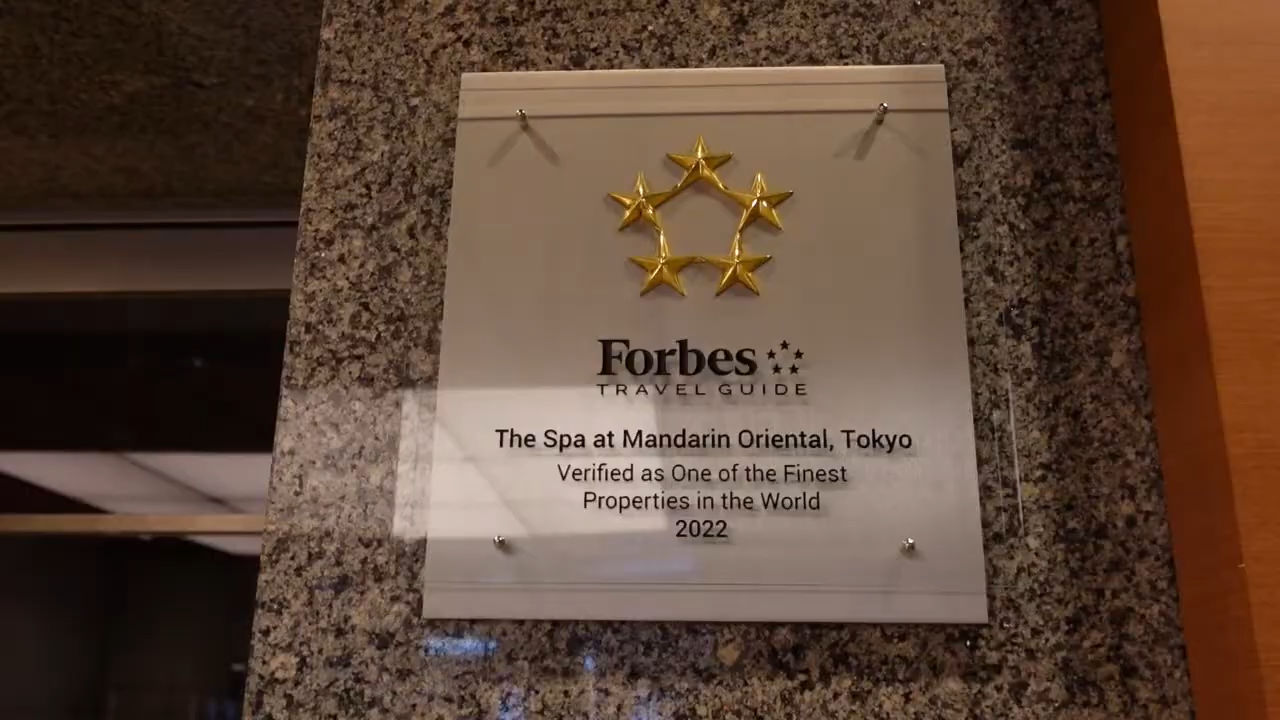 Forbes
TRAVEL GUIDE
The Spa at Mandarin Oriental, Tokyo
Verified as One of the Finest
Properties in the World
2022